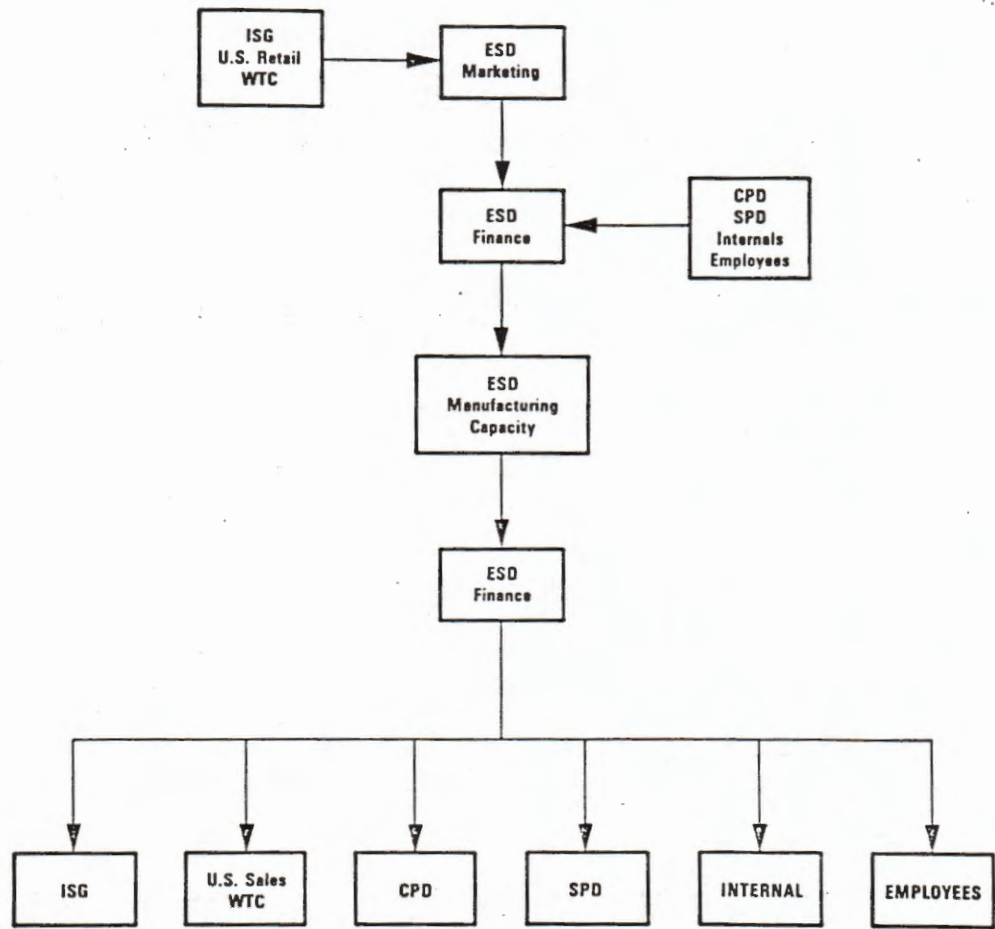 ISG
U.S. Retail
WTC
ESD
Marketing
ESD
Finance
CPD
SPD
Internals
Employees
ESD
Manufacturing
Capacity
ESD
Finance
ISG
U.S. Sales
WTC
CPD
SPD
INTERNAL
EMPLOYEES